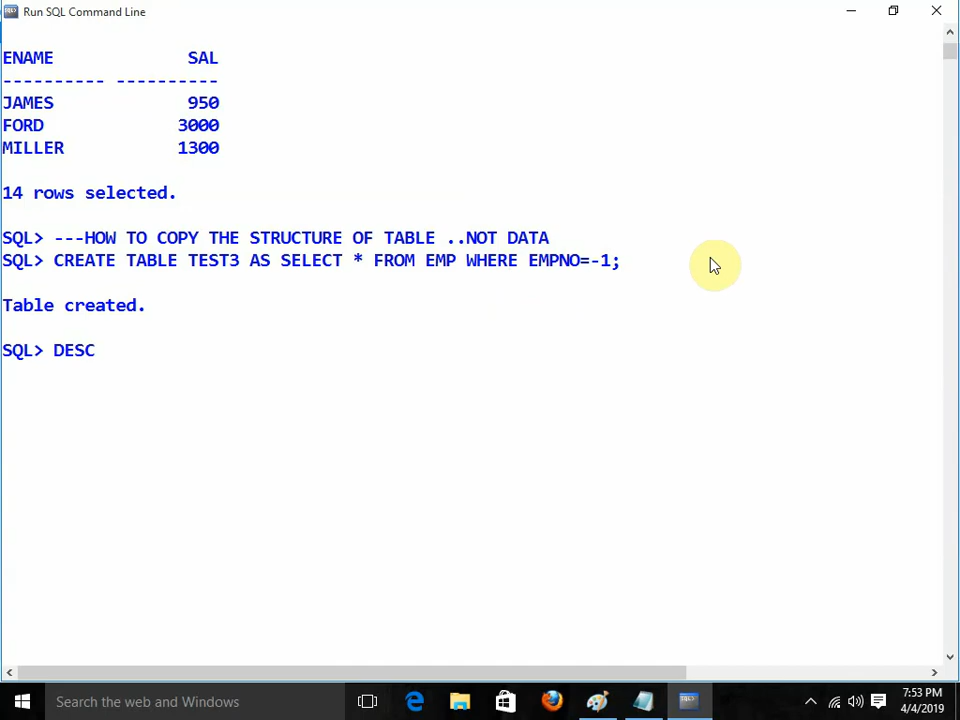 Run SQL Command Line
ENAME SAL
---------- ----------
JAMES 950
FORD 3000
MILLER 1300
14 rows selected.
SQL> ---HOW TO COPY THE STRUCTURE OF TABLE ..NOT DATA
SQL> CREATE TABLE TEST3 AS SELECT * FROM EMP WHERE EMPNO=-1;
Table created.
SQL> DESC
Search the web and Windows
7:53 PM
4/4/2019